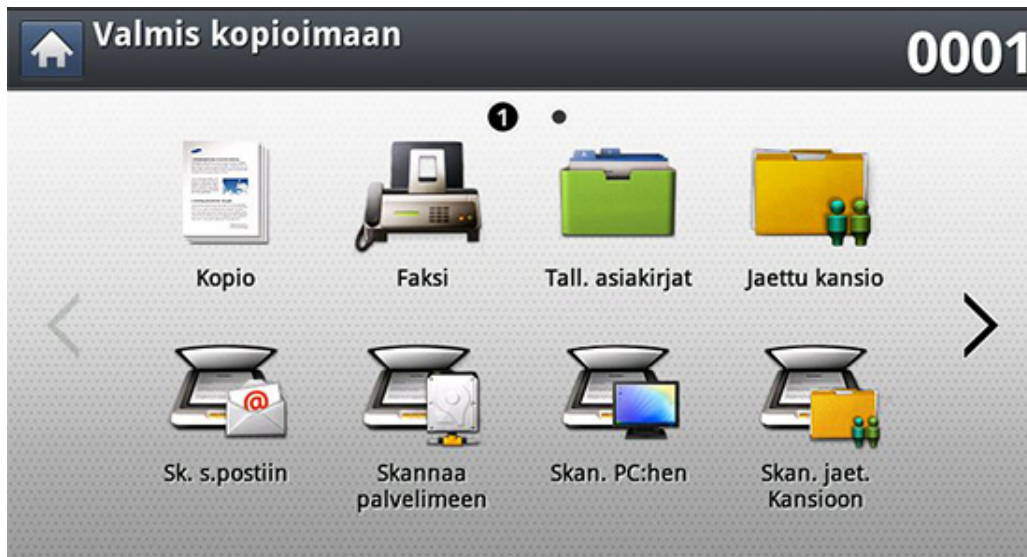 Valmis kopioimaan
0001
1
Kopio
Faksi
Tall. asiakirjat
Jaettu kansio
@
Sk. s.postiin
Skannaa
palvelimeen
Skan. PC:hen
Skan. jaet.
Kansioon